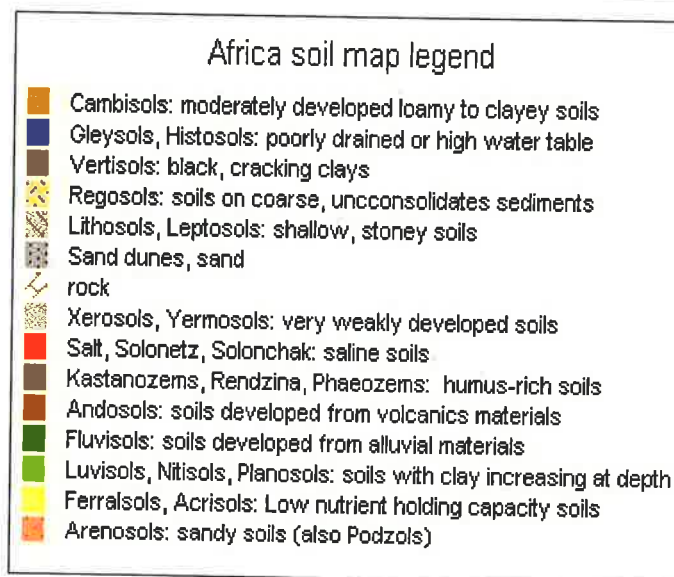 Africa soil map legend
Cambisols: moderately developed loamy to clayey soils
Gleysols, Histosols: poorly drained or high water table
Vertisols: black, cracking clays
Regosols: soils on coarse, uncconsolidates sediments
Lithosols, Leptosols: shallow, stoney soils
Sand dunes, sand
rock
Xerosols, Yermosols: very weakly developed soils
Salt, Solonetz, Solonchak: saline soils
Kastanozems, Rendzina, Phaeozems: humus-rich soils
Andosols: soils developed from volcanics materials
Fluvisols: soils developed from alluvial materials
Luvisols, Nitisols, Planosols: soils with clay increasing at depth
Ferralsols, Acrisols: Low nutrient holding capacity soils
Arenosols: sandy soils (also Podzols)